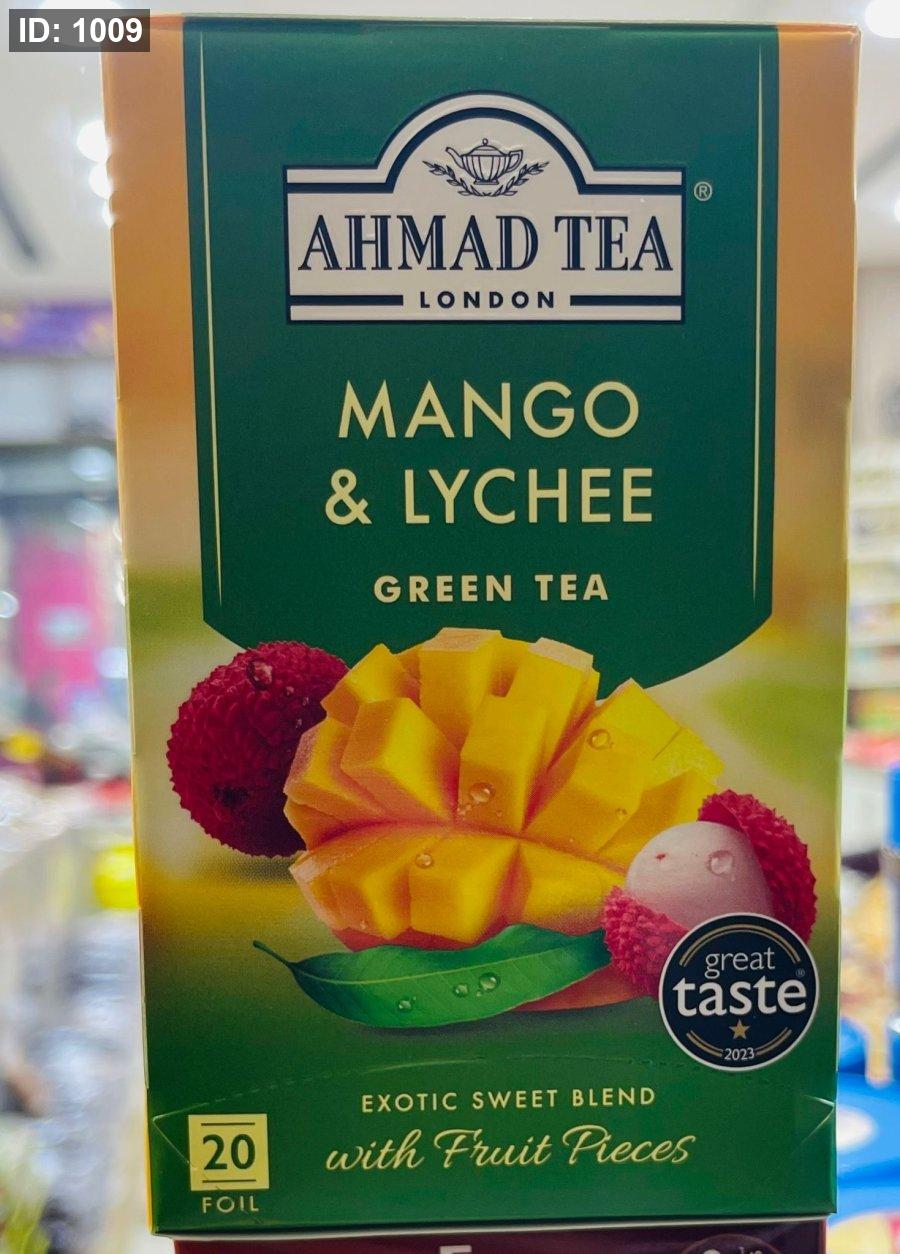 ID: 1009
AHMAD TEA
®
LONDON
MANGO
& LYCHEE
GREEN TEA
great
taste
®
2023
EXOTIC SWEET BLEND
with Fruit Pieces
20
FOIL